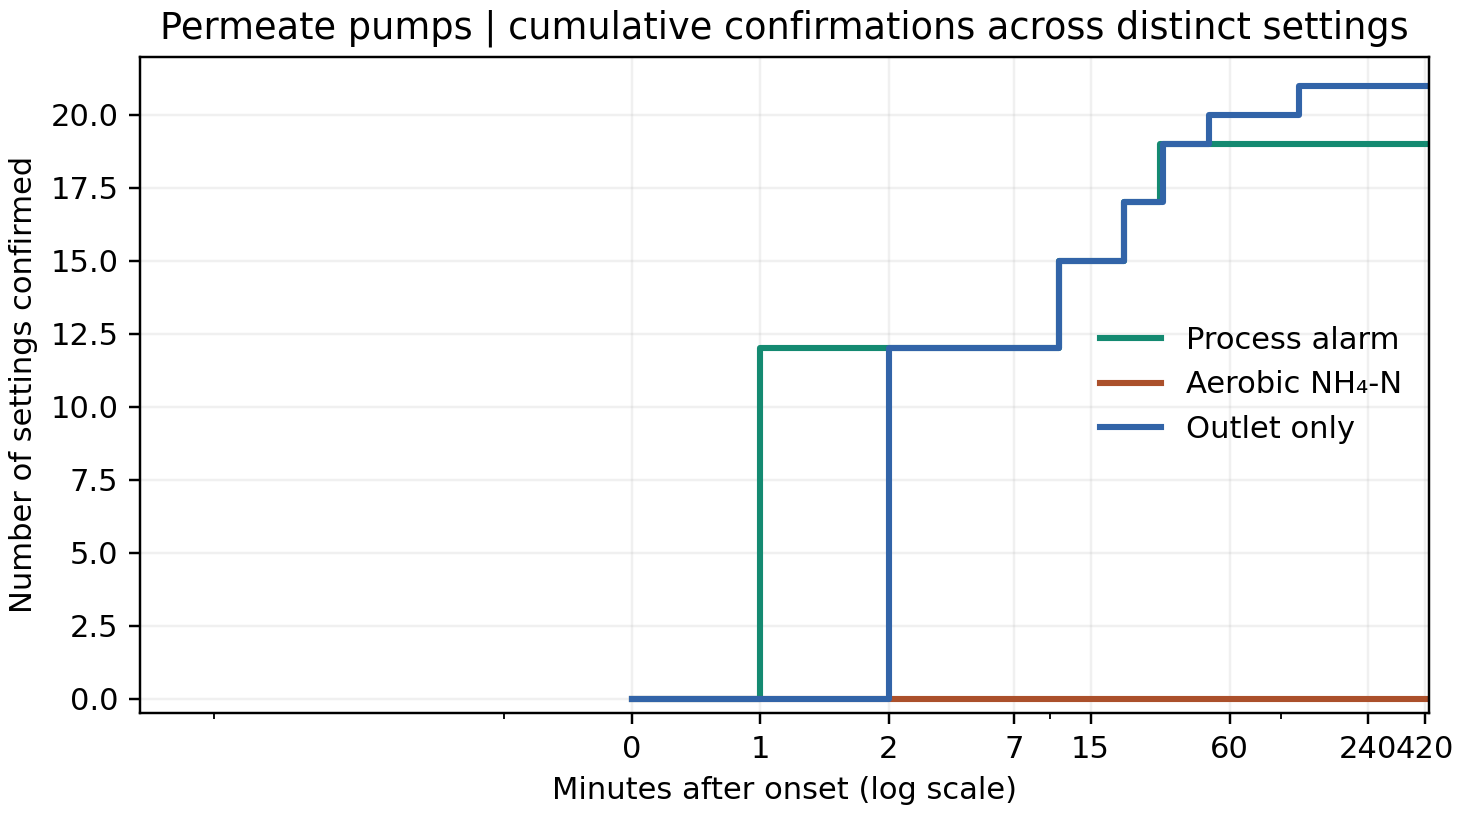 Permeate pumps | cumulative confirmations across distinct settings
Number of settings confirmed
20.0
17.5
15.0
12.5
10.0
7.5
5.0
2.5
0.0
Process alarm
Aerobic NH₄-N
Outlet only
0 1 2 7 15 60 240 420
Minutes after onset (log scale)